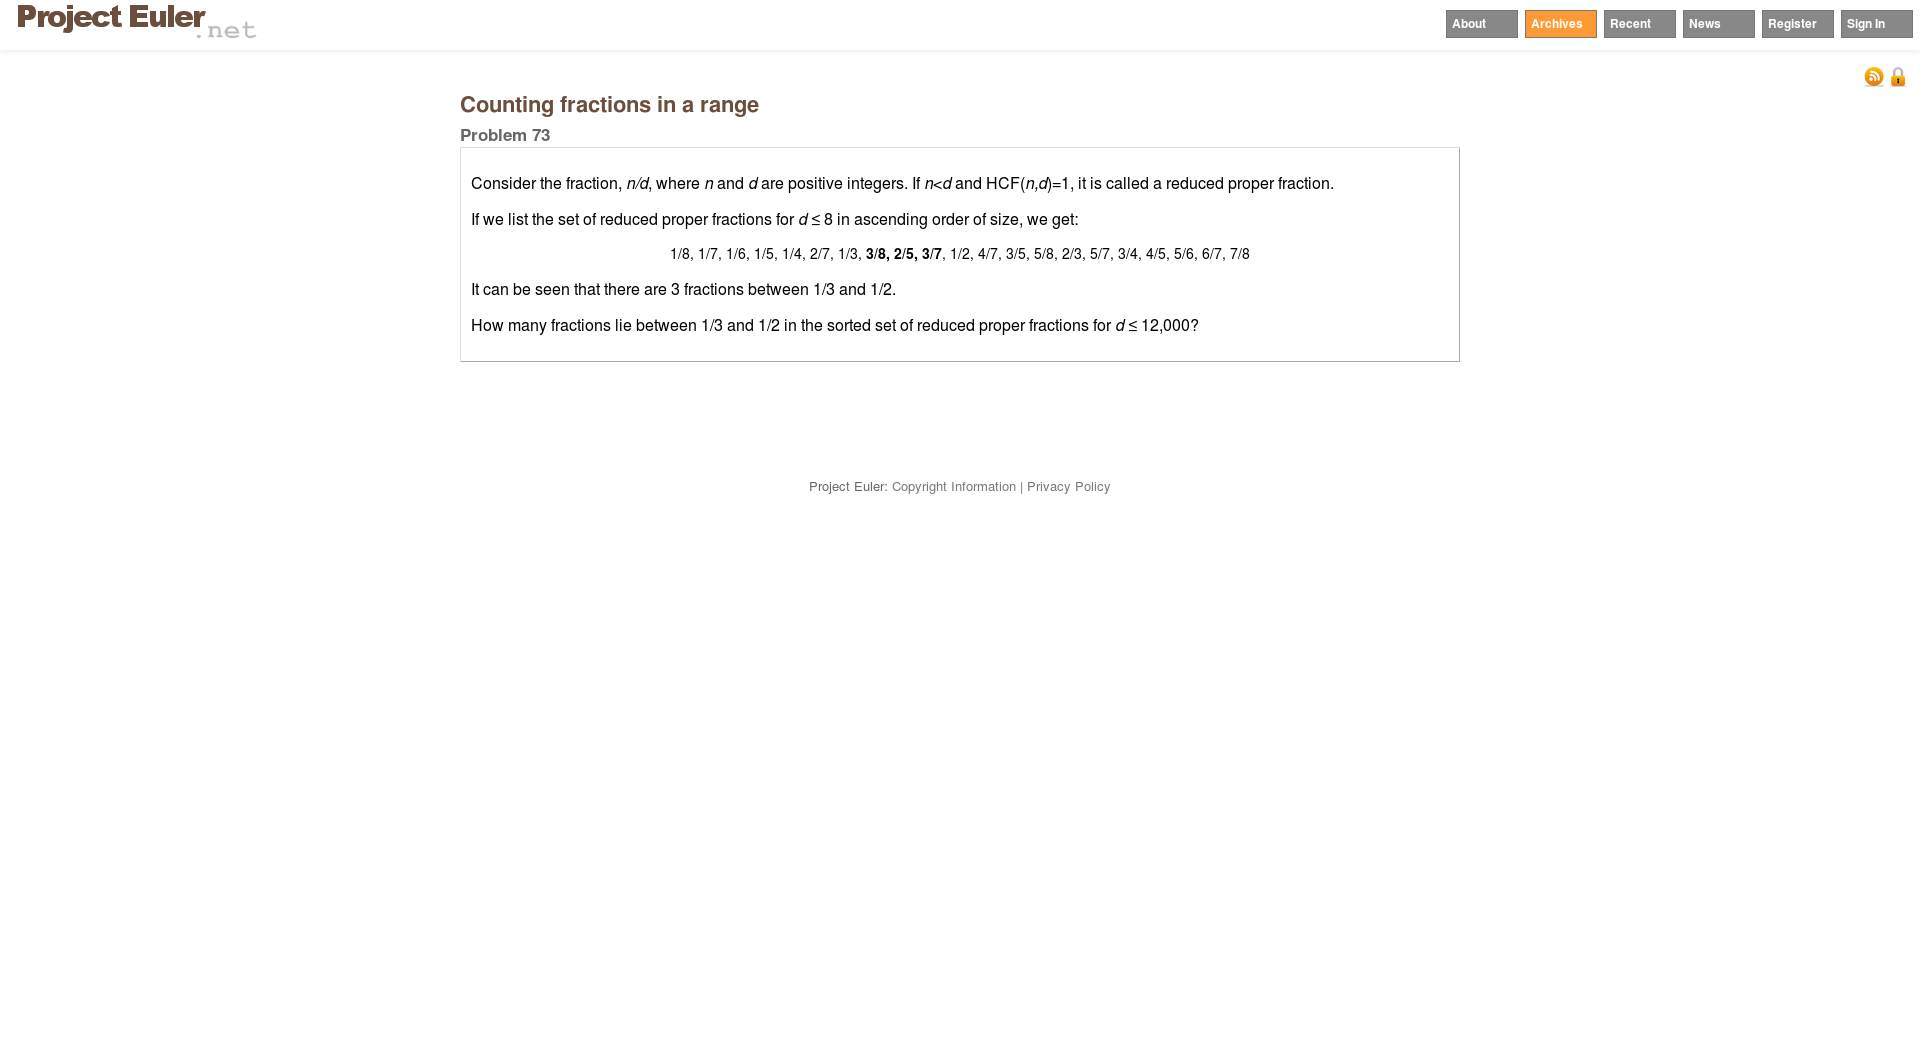 Project Euler.net
About Archives Recent News Register Sign In
Counting fractions in a range
Problem 73
Consider the fraction, n/d, where n and d are positive integers. If n<d and HCF(n,d)=1, it is called a reduced proper fraction.
If we list the set of reduced proper fractions for d ≤ 8 in ascending order of size, we get:
1/8, 1/7, 1/6, 1/5, 1/4, 2/7, 1/3, 3/8, 2/5, 3/7, 1/2, 4/7, 3/5, 5/8, 2/3, 5/7, 3/4, 4/5, 5/6, 6/7, 7/8
It can be seen that there are 3 fractions between 1/3 and 1/2.
How many fractions lie between 1/3 and 1/2 in the sorted set of reduced proper fractions for d ≤ 12,000?
Project Euler: Copyright Information | Privacy Policy